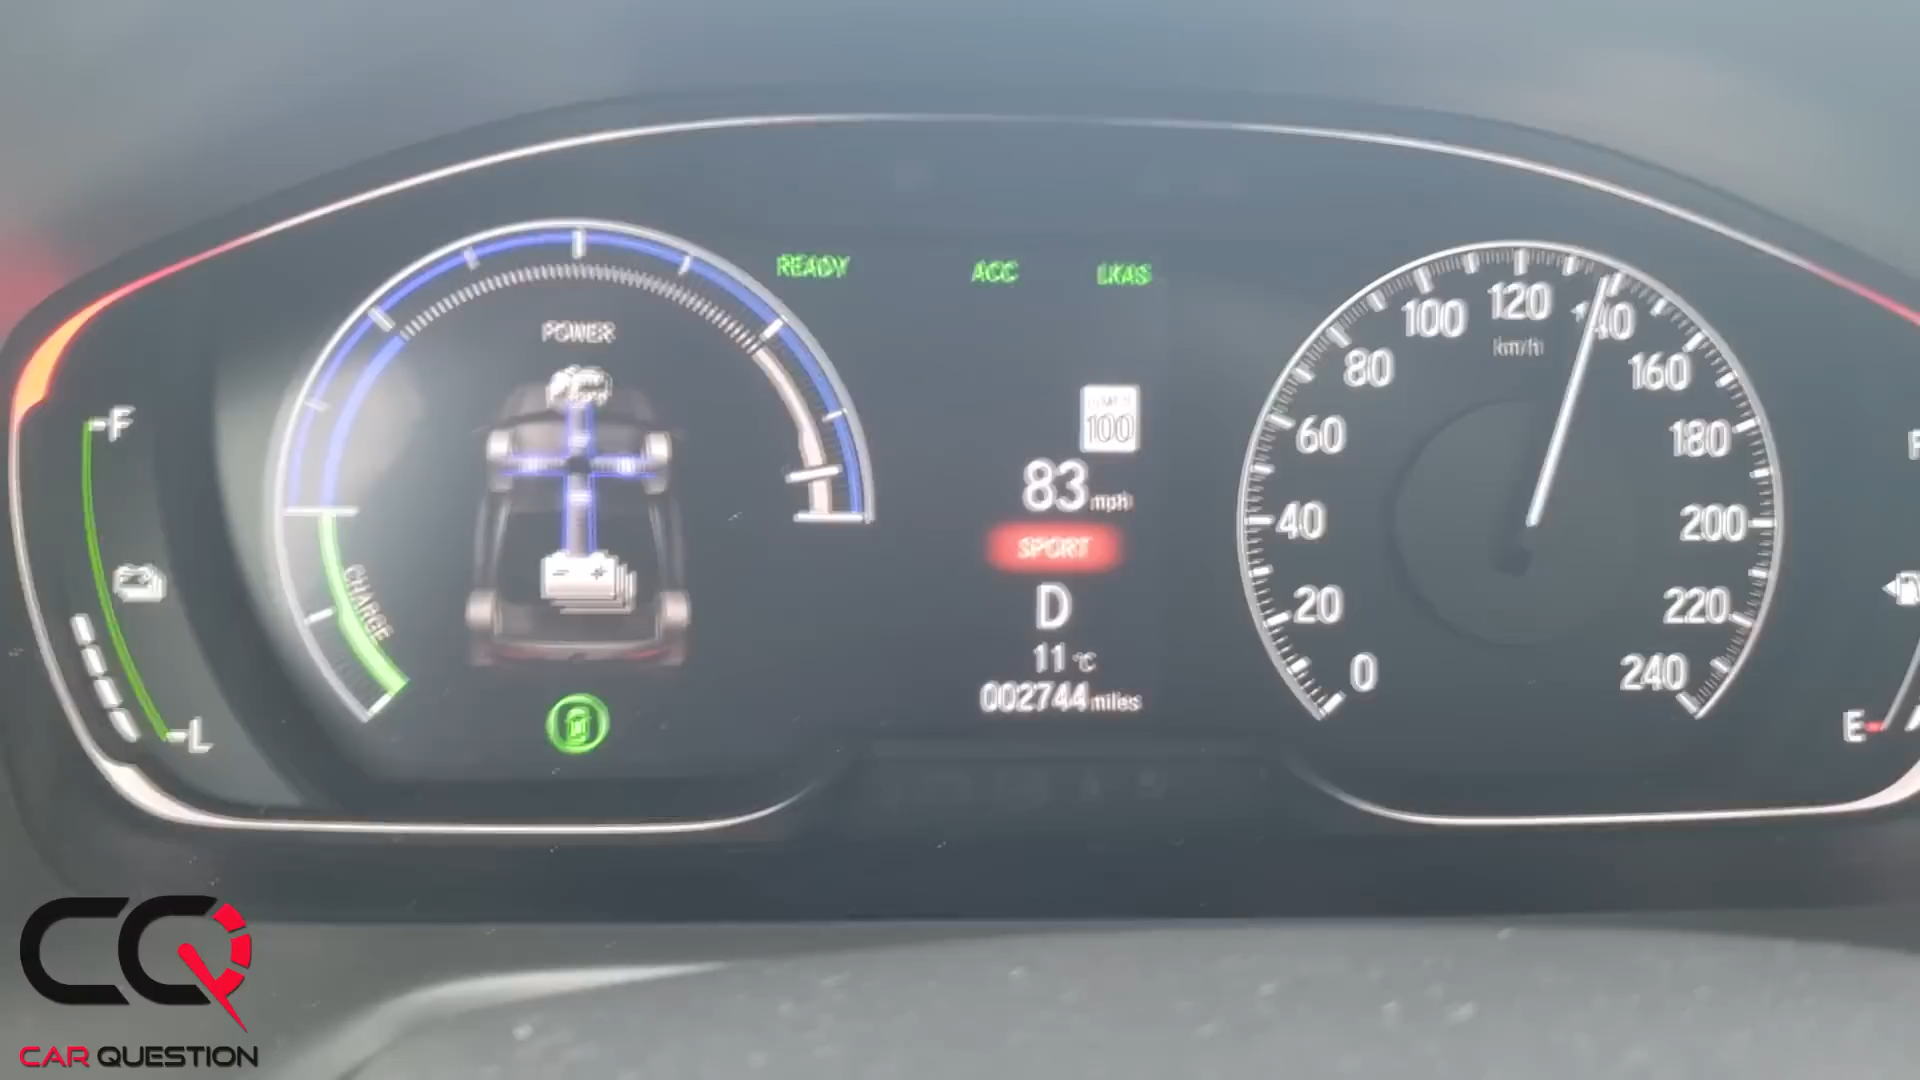 READY ACC LKAS
POWER
CHARGE
F
L
- +
100
83 mph
SPORT
D
11 °C
002744 miles
0 20 40 60 80 100 120 140 160 180 200 220 240
km/h
E
CQ
CAR QUESTION